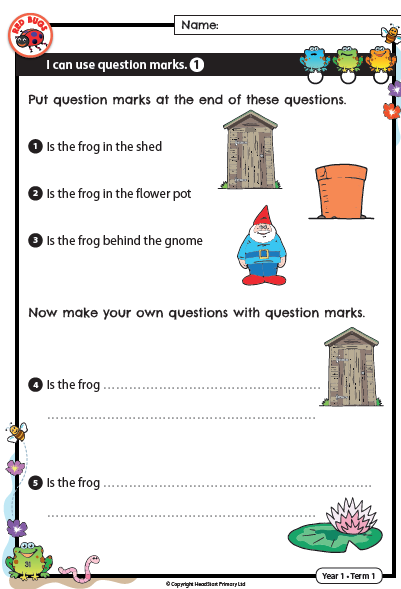 RED BUGS
Name:
I can use question marks. 1
Put question marks at the end of these questions.
1 Is the frog in the shed
2 Is the frog in the flower pot
3 Is the frog behind the gnome
Now make your own questions with question marks.
4 Is the frog ..........................................................
......................................................................
5 Is the frog ..........................................................
......................................................................
Year 1 • Term 1
© Copyright HeadStart Primary Ltd